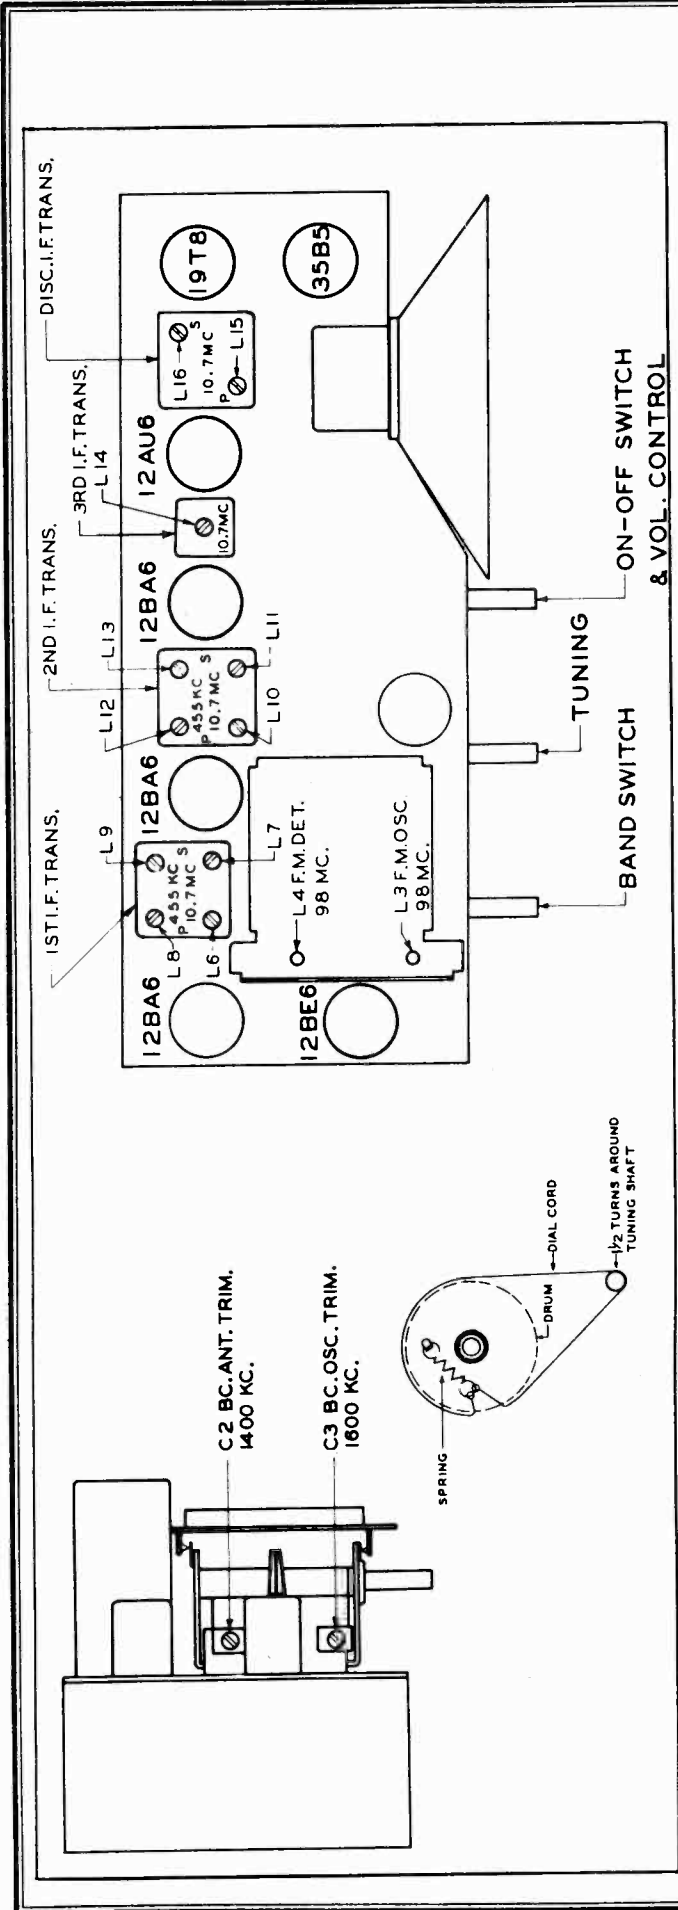 DISC.I.F.TRANS.
3RD I.F. TRANS.
L14
2ND I.F. TRANS.
L13
L12
1ST I.F. TRANS.
L9
12BA6
12BA6
12BA6
12AU6
19T8
L8
L6
P
455 KC
10.7 MC
S
L7
P
455 KC
10.7 MC
S
L10
L11
10.7MC
L16
S
10.7 MC
P
L15
12BE6
35B5
L4 F.M. DET.
98 MC.
L3 F.M. OSC.
98 MC.
BAND SWITCH
TUNING
ON-OFF SWITCH
& VOL. CONTROL
C2 BC. ANT. TRIM.
1400 KC.
C3 BC. OSC. TRIM.
1600 KC.
SPRING
DRUM
DIAL CORD
1½ TURNS AROUND
TUNING SHAFT